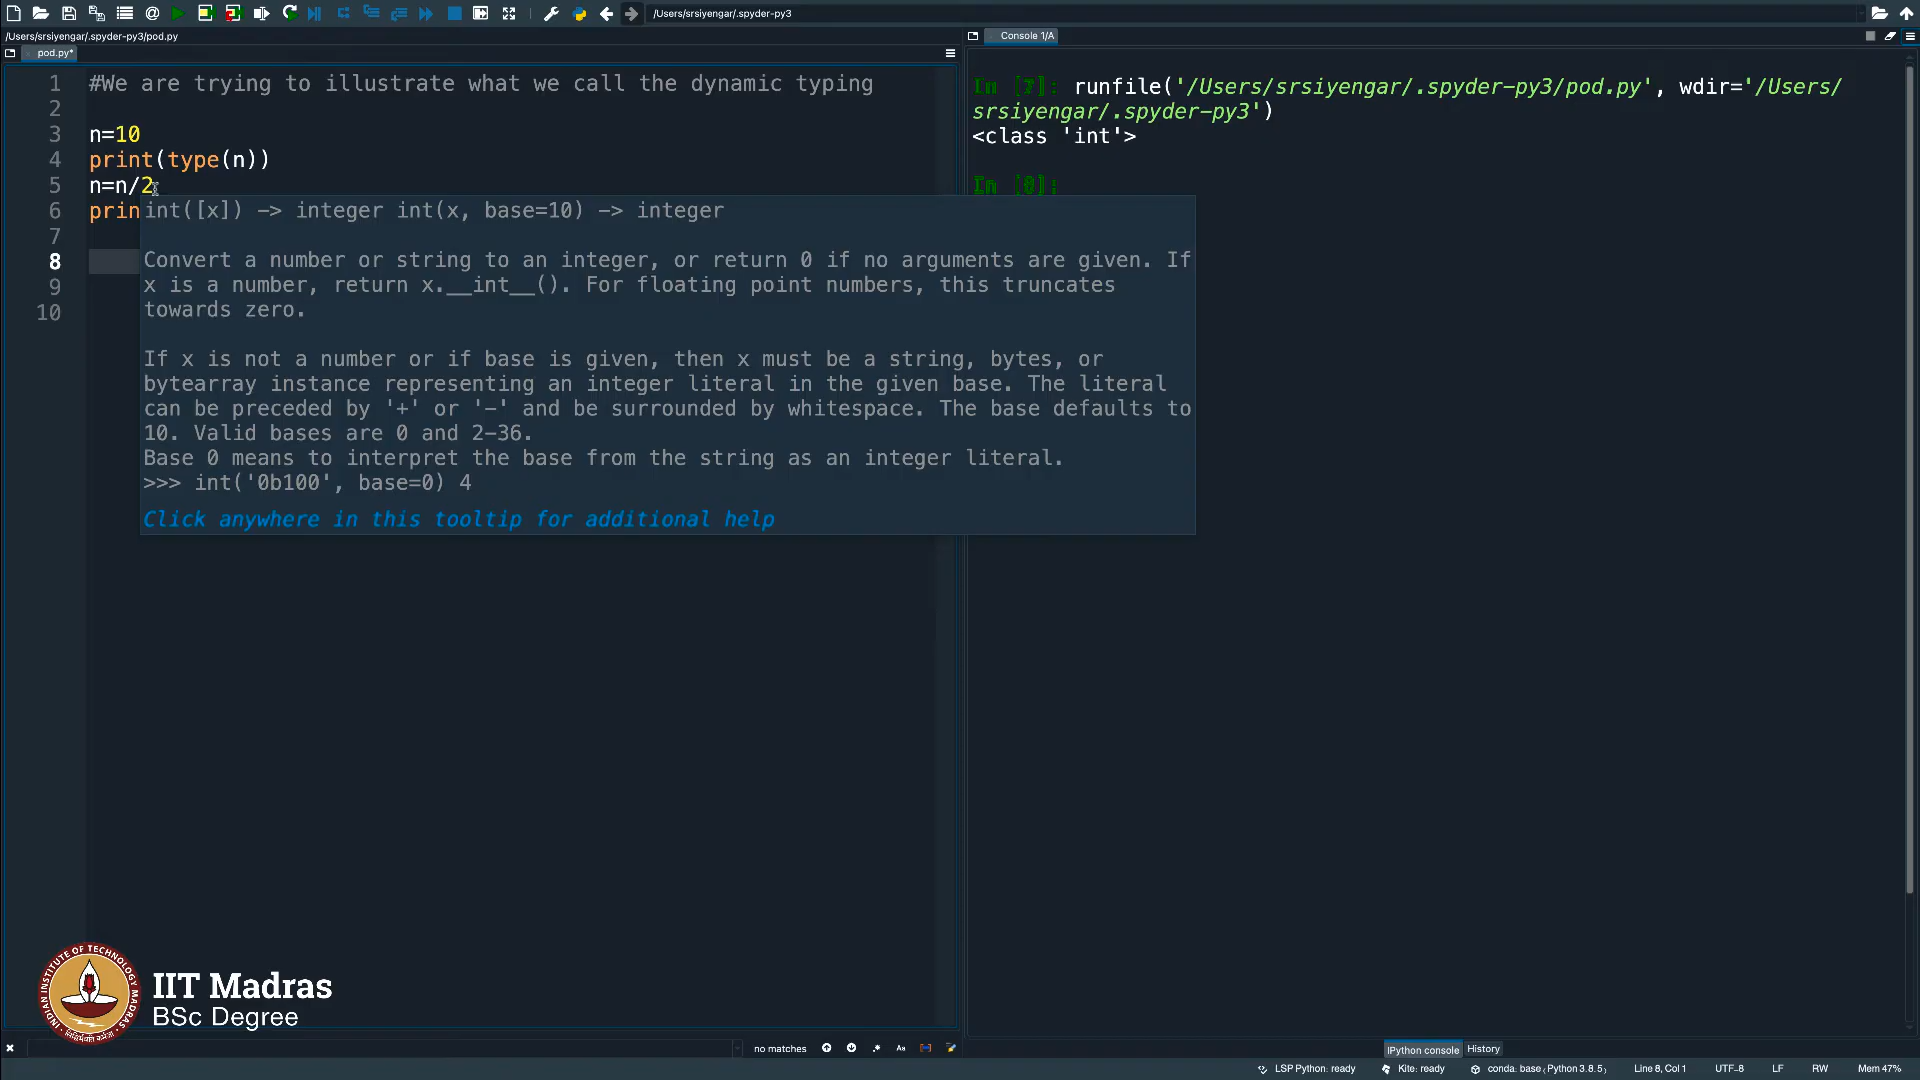 /Users/srsiyengar/.spyder-py3
/Users/srsiyengar/.spyder-py3/pod.py
pod.py*
Console 1/A
1 #We are trying to illustrate what we call the dynamic typing
2
3 n=10
4 print(type(n))
5 n=n/2
6 prin
7
8
9
10
int([x]) -> integer int(x, base=10) -> integer
Convert a number or string to an integer, or return 0 if no arguments are given. If
x is a number, return x.__int__(). For floating point numbers, this truncates
towards zero.
If x is not a number or if base is given, then x must be a string, bytes, or
bytearray instance representing an integer literal in the given base. The literal
can be preceded by '+' or '-' and be surrounded by whitespace. The base defaults to
10. Valid bases are 0 and 2-36.
Base 0 means to interpret the base from the string as an integer literal.
>>> int('0b100', base=0) 4
Click anywhere in this tooltip for additional help
In [7]: runfile('/Users/srsiyengar/.spyder-py3/pod.py', wdir='/Users/
srsiyengar/.spyder-py3')
<class 'int'>
IIT Madras
BSc Degree
no matches
Aa
IPython console
History
LSP Python: ready
Kite: ready
conda: base (Python 3.8.5)
Line 8, Col 1
UTF-8
LF
RW
Mem 47%